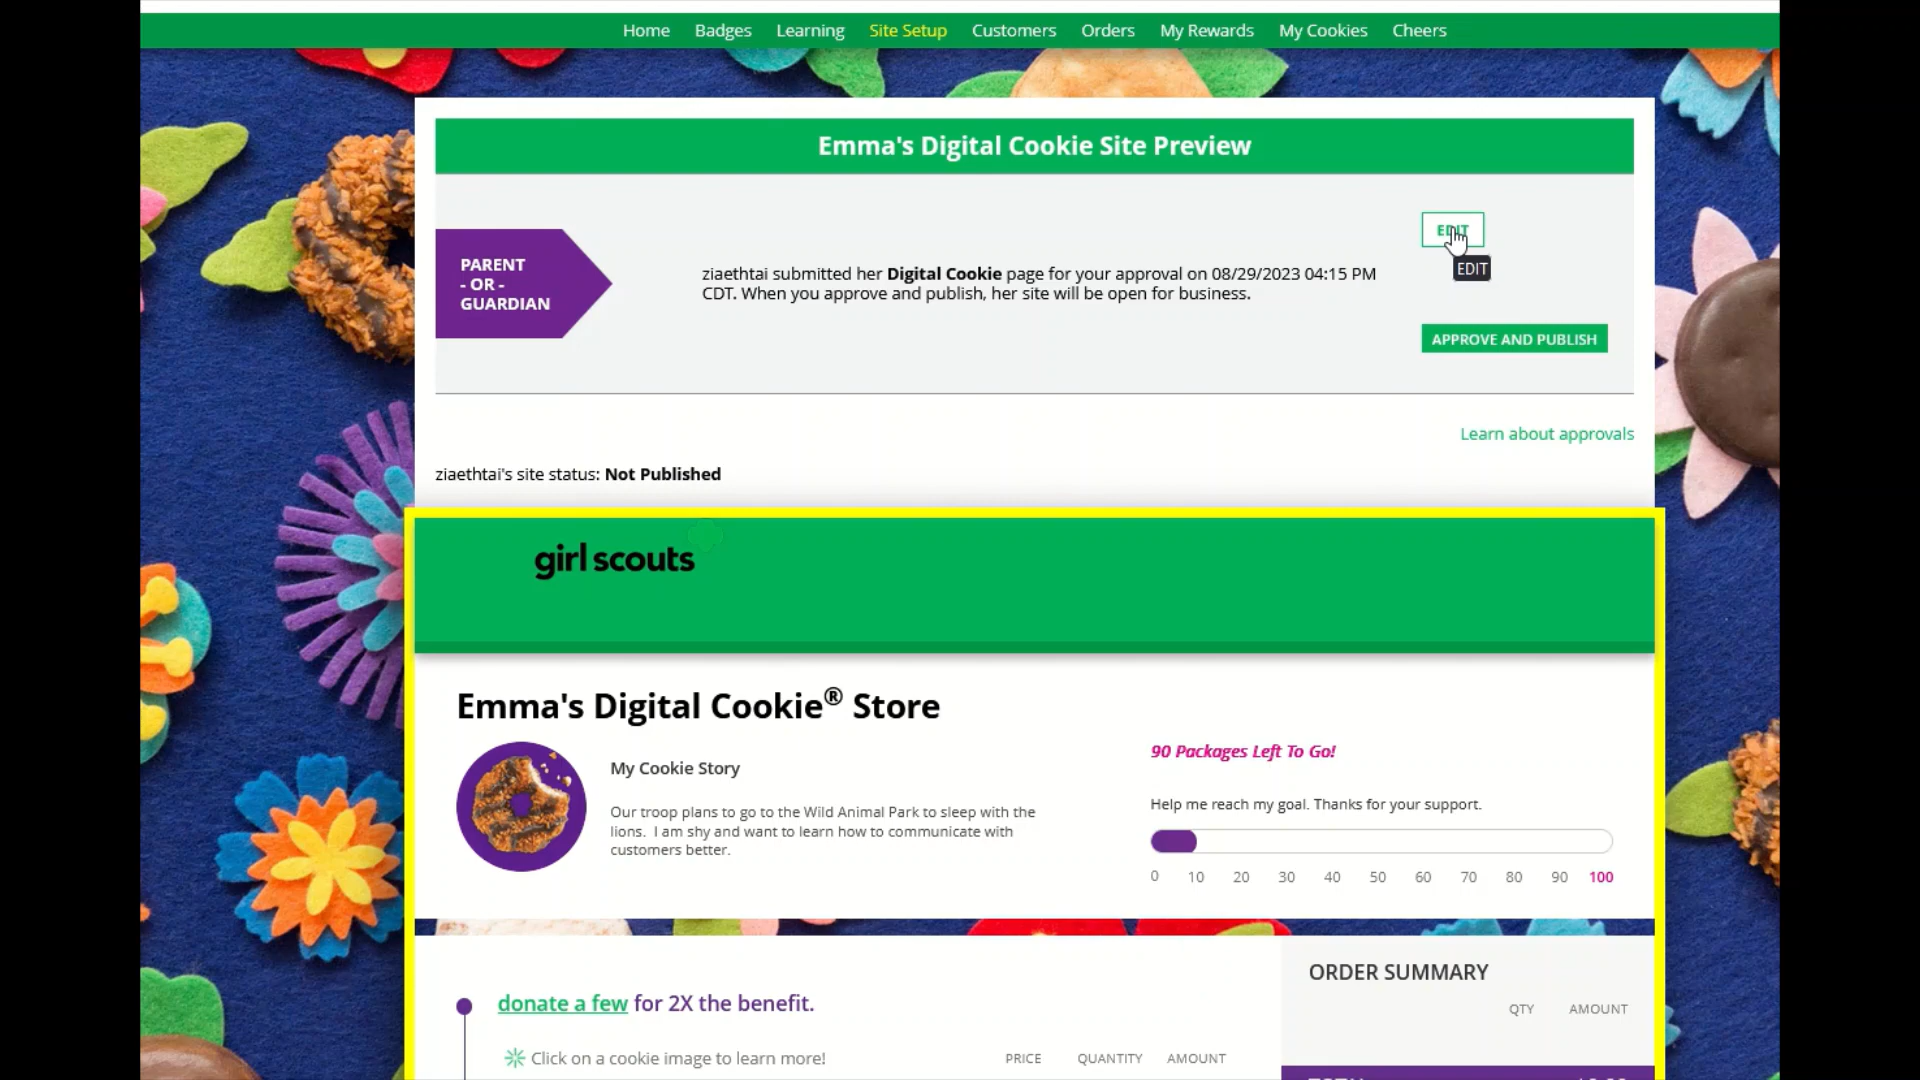 Home Badges Learning Site Setup Customers Orders My Rewards My Cookies Cheers
Emma's Digital Cookie Site Preview
EDIT
EDIT
PARENT
- OR -
GUARDIAN
ziaethtai submitted her Digital Cookie page for your approval on 08/29/2023 04:15 PM
CDT. When you approve and publish, her site will be open for business.
APPROVE AND PUBLISH
Learn about approvals
ziaethtai's site status: Not Published
girl scouts
Emma's Digital Cookie® Store
My Cookie Story
Our troop plans to go to the Wild Animal Park to sleep with the
lions. I am shy and want to learn how to communicate with
customers better.
90 Packages Left To Go!
Help me reach my goal. Thanks for your support.
0 10 20 30 40 50 60 70 80 90 100
donate a few for 2X the benefit.
Click on a cookie image to learn more!
PRICE QUANTITY AMOUNT
ORDER SUMMARY
QTY AMOUNT